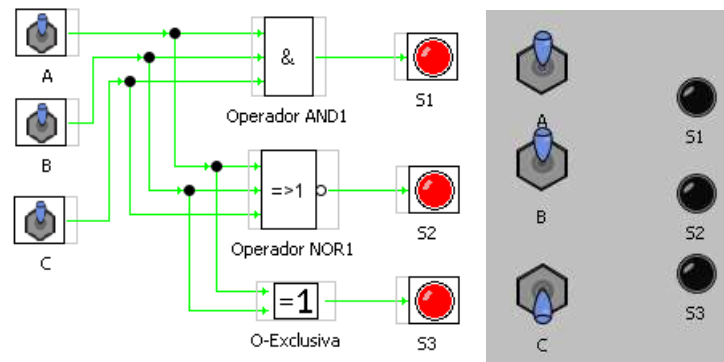 A
&
Operador AND1
S1
B
=>1
Operador NOR1
S2
C
=1
O-Exclusiva
S3
A
S1
B
S2
S3
C